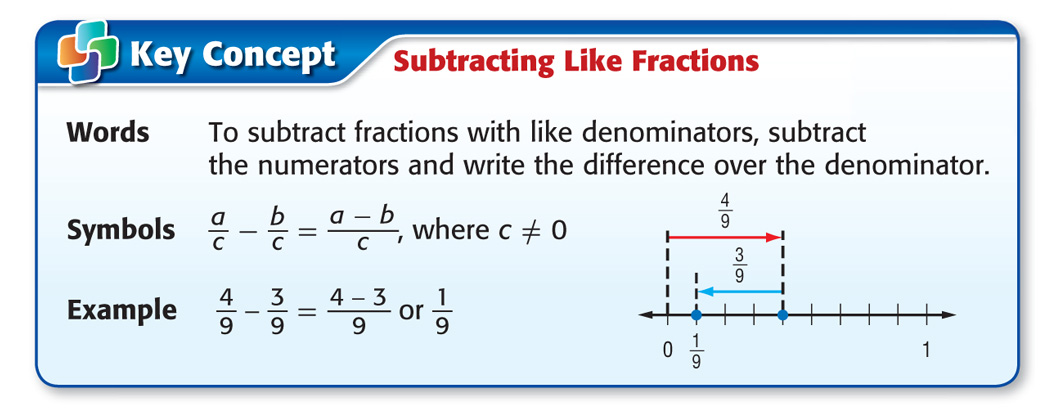 Key Concept
Subtracting Like Fractions
Words To subtract fractions with like denominators, subtract
the numerators and write the difference over the denominator.
Symbols a/c − b/c = (a − b)/c, where c ≠ 0
Example 4/9 − 3/9 = (4 − 3)/9 or 1/9
4/9
3/9
0 1/9 1